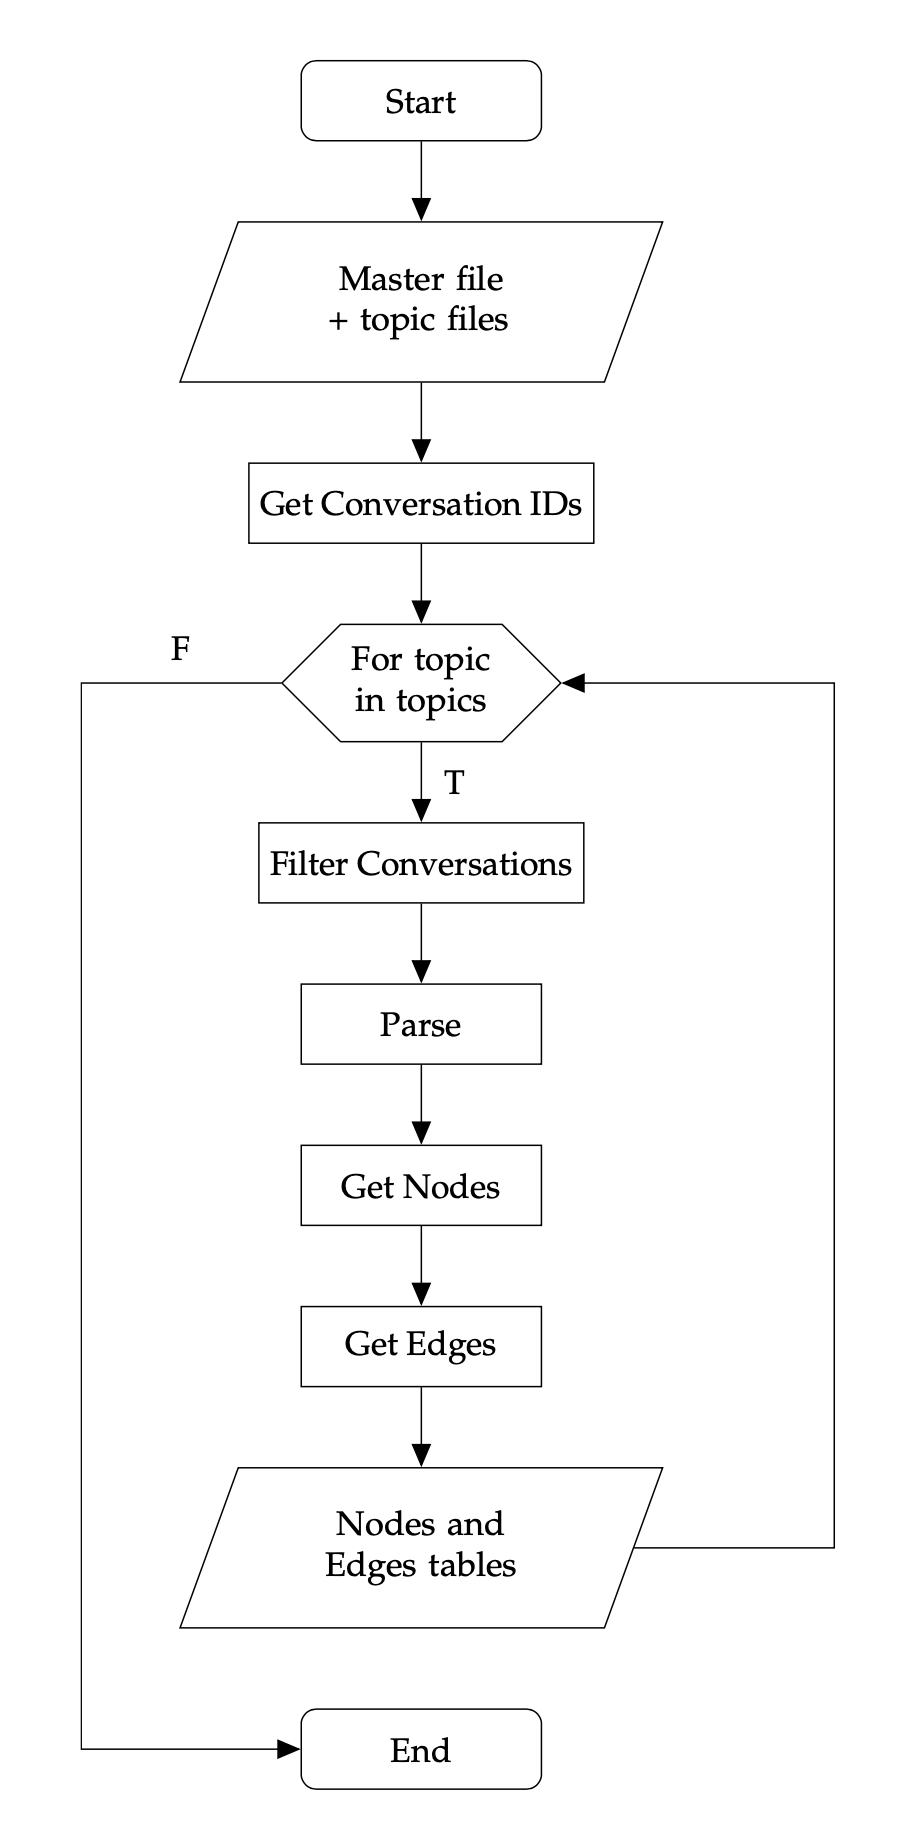 Start
Master file
+ topic files
Get Conversation IDs
F
For topic
in topics
T
Filter Conversations
Parse
Get Nodes
Get Edges
Nodes and
Edges tables
End